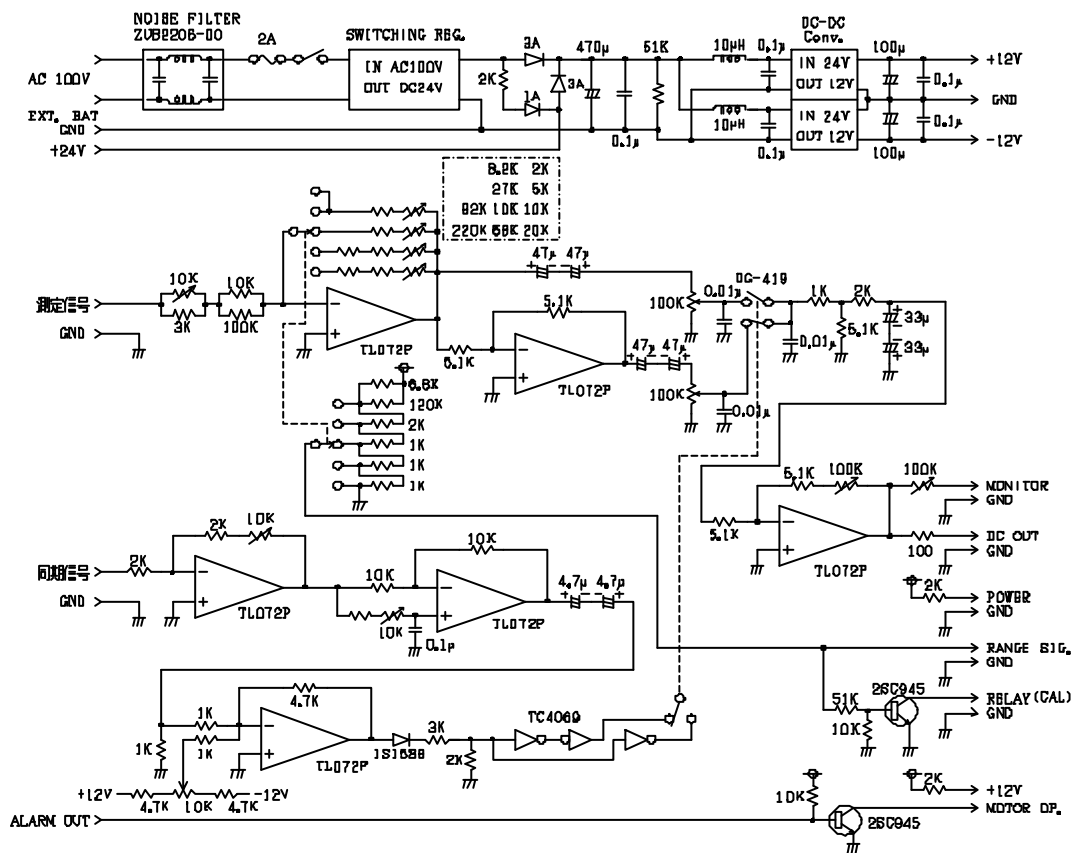 NOISE FILTER
ZUB2206-00
2A
SWITCHING REG.
IN AC100V
OUT DC24V
3A
2K
1A
3A
470μ
0.1μ
51K
10μH
0.1μ
10μH
0.1μ
DC-DC
Conv.
IN 24V
OUT 12V
IN 24V
OUT 12V
100μ
0.1μ
100μ
0.1μ
+12V
GND
-12V
AC 100V
EXT. BAT
GND
+24V
8.2K 2K
27K 5K
82K 10K 10K
220K 56K 20K
測定信号
GND
10K
3K
10K
100K
TL072P
5.1K
5.1K
TL072P
47μ 47μ
47μ 47μ
100K
100K
0.01μ
0.01μ
DG-419
0.01μ
1K
2K
5.1K
33μ
33μ
6.8K
120K
2K
1K
1K
1K
5.1K
5.1K
100K
100K
TL072P
100
MONITOR
GND
DC OUT
GND
2K
POWER
GND
RANGE SIG.
GND
RELAY(CAL)
GND
同期信号
GND
2K
2K
10K
TL072P
10K
10K
10K
0.1μ
TL072P
4.7μ 4.7μ
1K
1K
1K
4.7K
TL072P
1S1588
3K
2K
TC4069
51K
10K
2SC945
+12V
4.7K
10K
4.7K
-12V
ALARM OUT
10K
2SC945
2K
+12V
MOTOR OP.